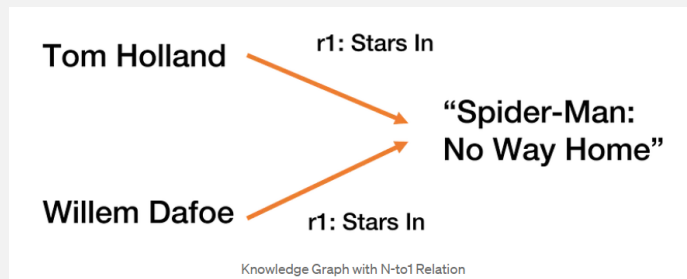 Tom Holland
r1: Stars In
“Spider-Man:
No Way Home”
Willem Dafoe
r1: Stars In
Knowledge Graph with N-to1 Relation